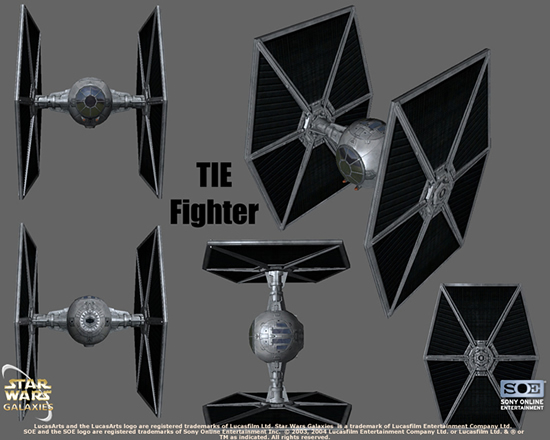 TIE
Fighter
STAR
WARS
GALAXIES
SOE
SONY ONLINE
ENTERTAINMENT
LucasArts and the LucasArts logo are registered trademarks of Lucasfilm Ltd. Star Wars Galaxies is a trademark of Lucasfilm Entertainment Company Ltd.
SOE and the SOE logo are registered trademarks of Sony Online Entertainment Inc. © 2003, 2004 Lucasfilm Entertainment Company Ltd. or Lucasfilm Ltd. & ® or
TM as indicated. All rights reserved.